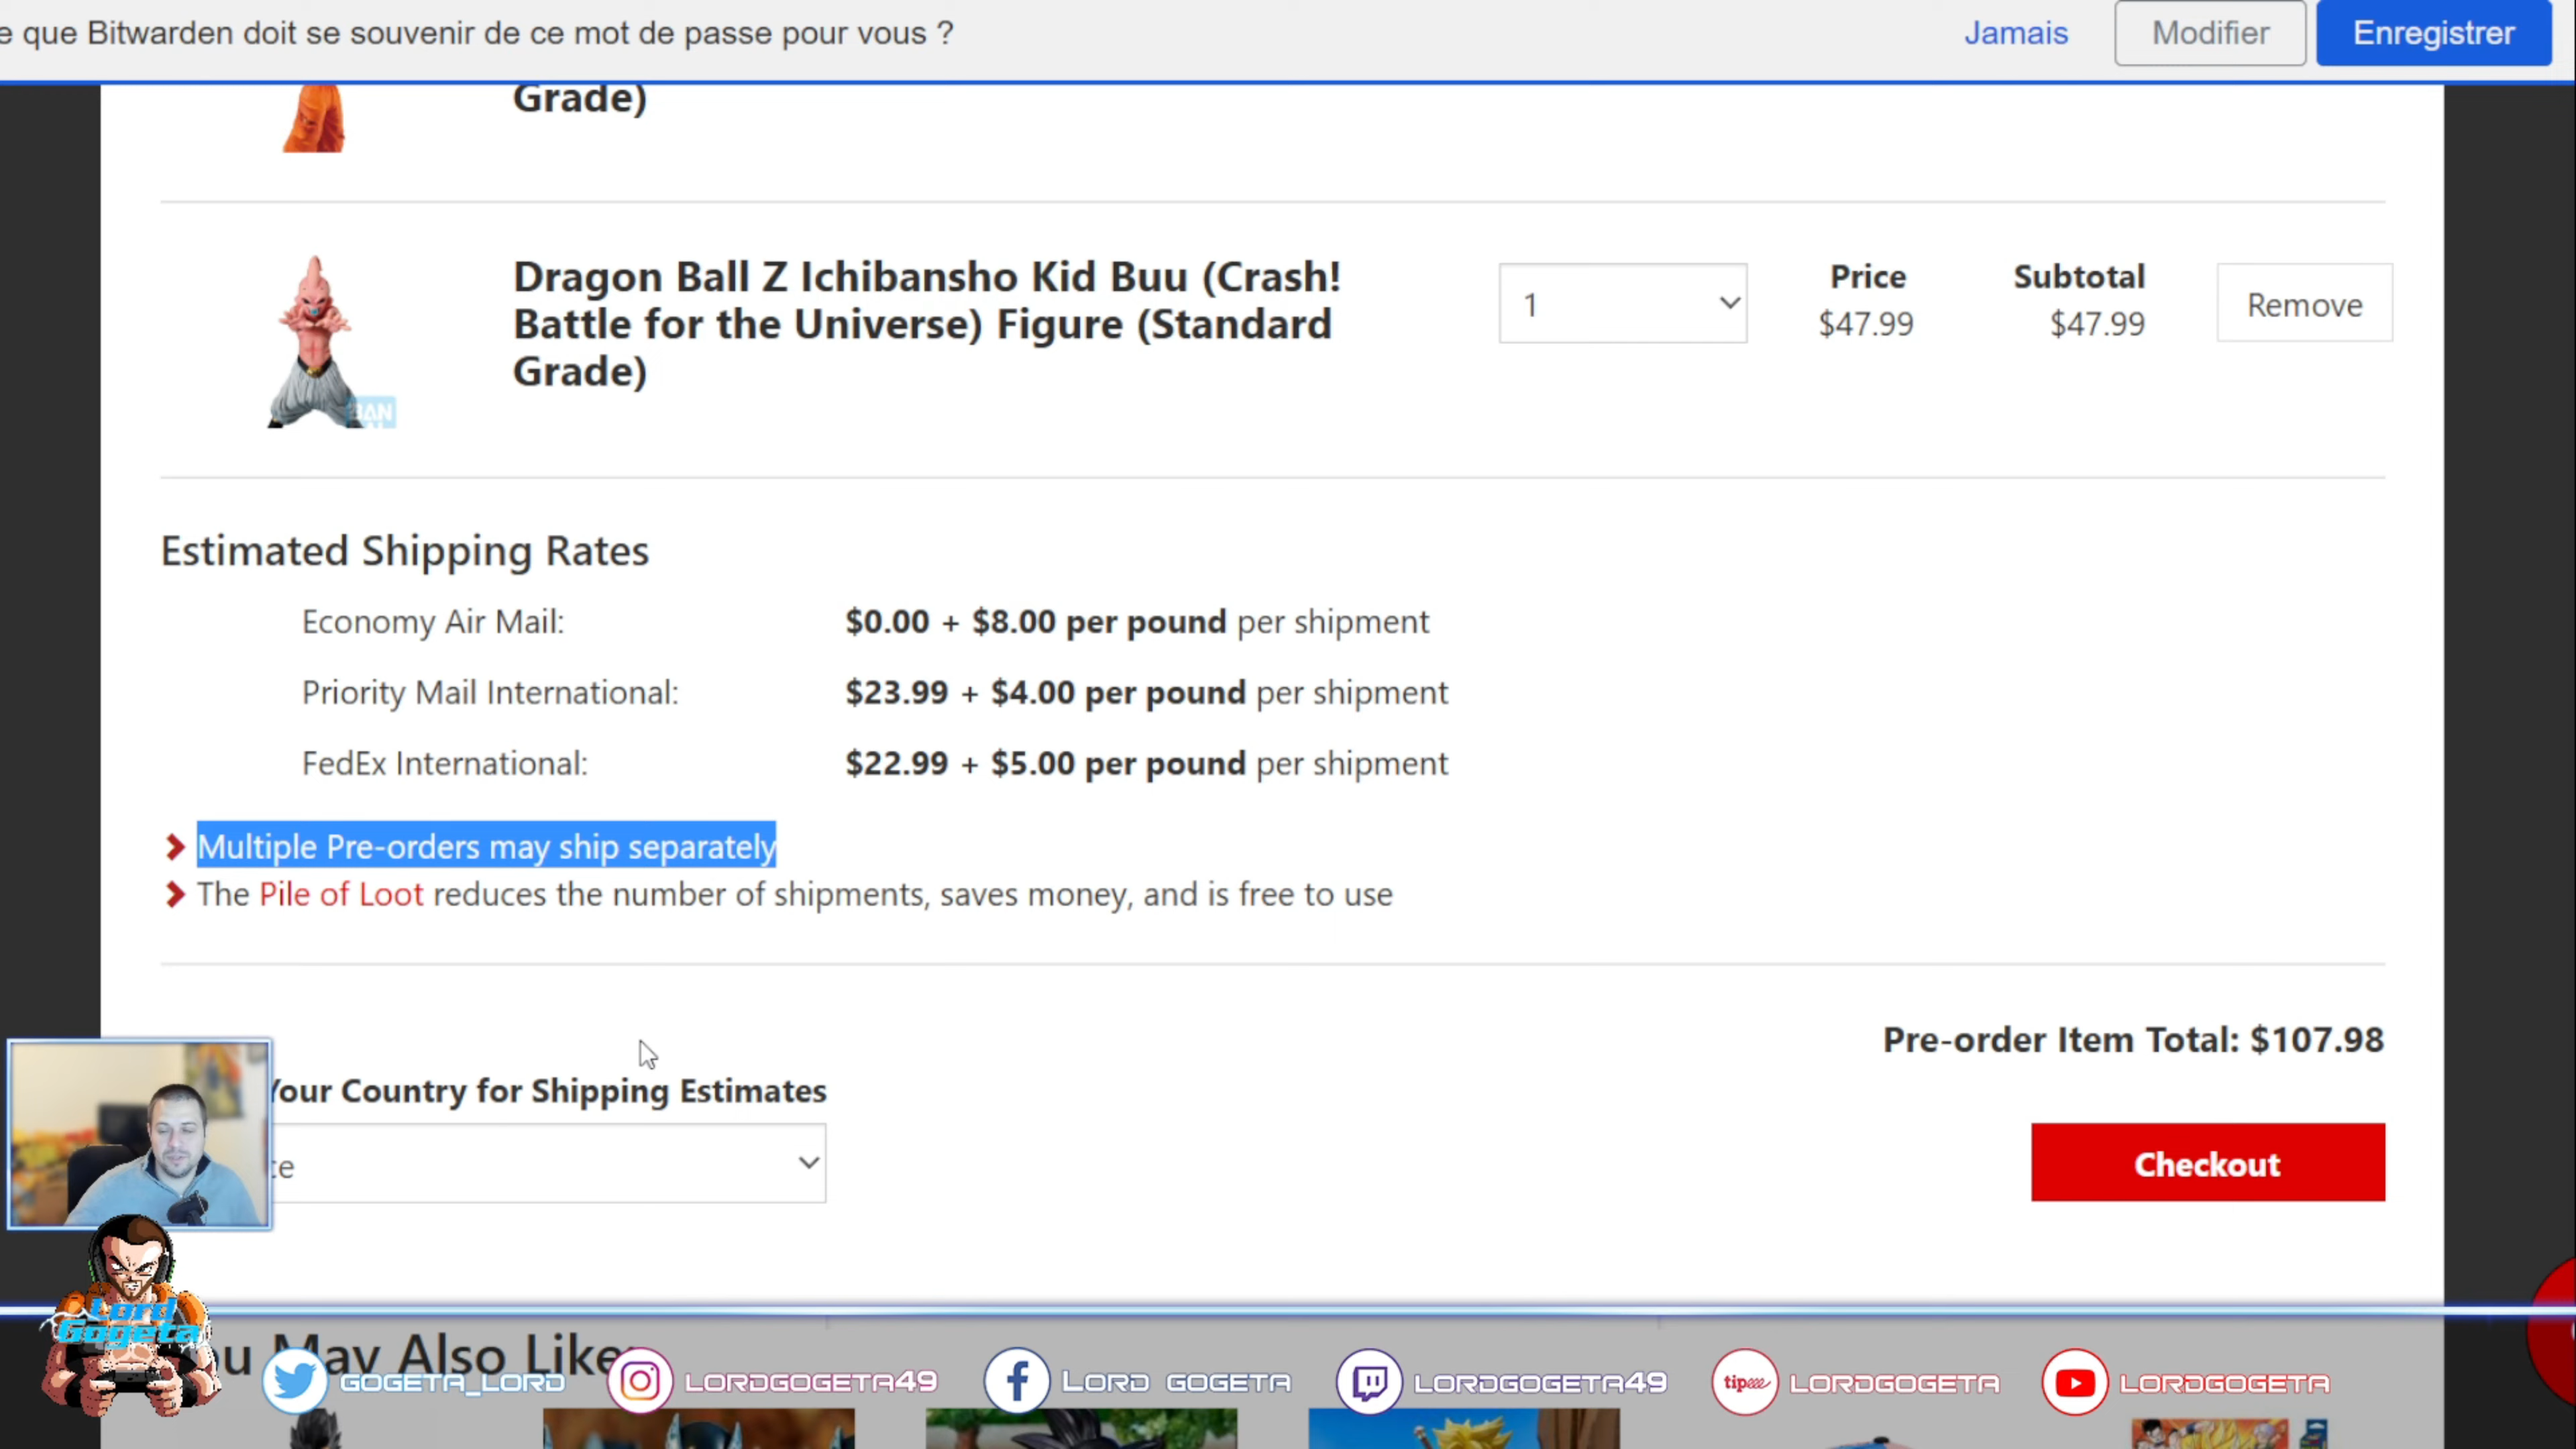 e que Bitwarden doit se souvenir de ce mot de passe pour vous ?
Jamais
Modifier
Enregistrer
Grade)
Dragon Ball Z Ichibansho Kid Buu (Crash!
Battle for the Universe) Figure (Standard
Grade)
1
Price
$47.99
Subtotal
$47.99
Remove
BAN
Estimated Shipping Rates
Economy Air Mail: $0.00 + $8.00 per pound per shipment
Priority Mail International: $23.99 + $4.00 per pound per shipment
FedEx International: $22.99 + $5.00 per pound per shipment
Multiple Pre-orders may ship separately
The Pile of Loot reduces the number of shipments, saves money, and is free to use
Pre-order Item Total: $107.98
Your Country for Shipping Estimates
ce
Checkout
Lord
Gogeta
u May Also Like
GOGETA_LORD
LORDGOGETA49
LORD GOGETA
LORDGOGETA49
tipeee
LORDGOGETA
LORDGOGETA